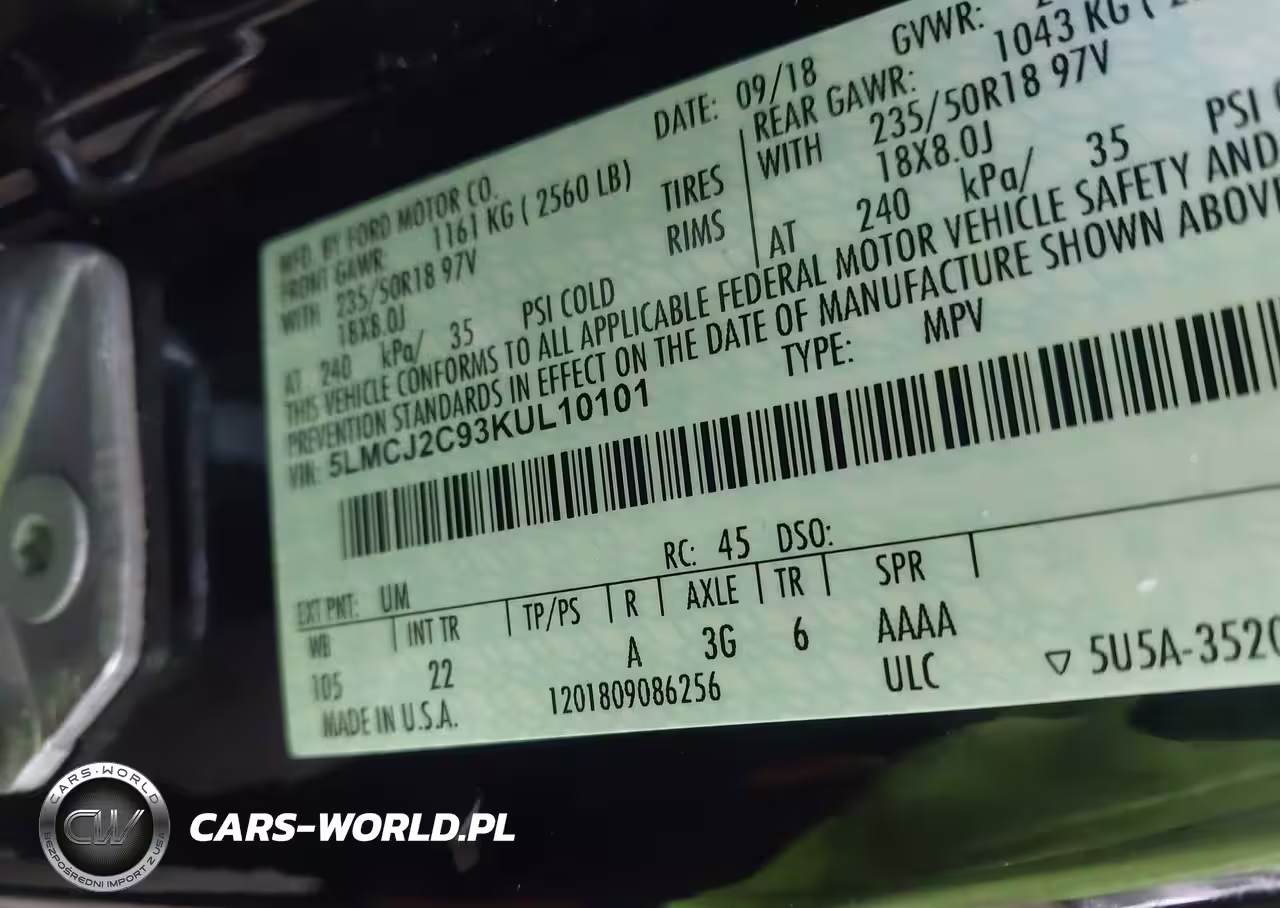 MFD. BY FORD MOTOR CO.
DATE: 09/18
GVWR:
FRONT GAWR:
1161 KG ( 2560 LB)
REAR GAWR:
1043 KG (
WITH
235/50R18 97V
TIRES
WITH
235/50R18 97V
18X8.0J
RIMS
18X8.0J
AT 240 kPa/ 35 PSI COLD
AT 240 kPa/ 35 PSI
THIS VEHICLE CONFORMS TO ALL APPLICABLE FEDERAL MOTOR VEHICLE SAFETY AND
PREVENTION STANDARDS IN EFFECT ON THE DATE OF MANUFACTURE SHOWN ABOVE
VIN: 5LMCJ2C93KUL10101
TYPE: MPV
EXT PNT: UM
RC: 45 DSO:
WB INT TR TP/PS R AXLE TR SPR
105 22 A 3G 6 AAAA
MADE IN U.S.A.
1201809086256
ULC
▽ 5U5A-3520
CARS-WORLD
CW
BEZPOŚREDNI IMPORT Z USA
CARS-WORLD.PL